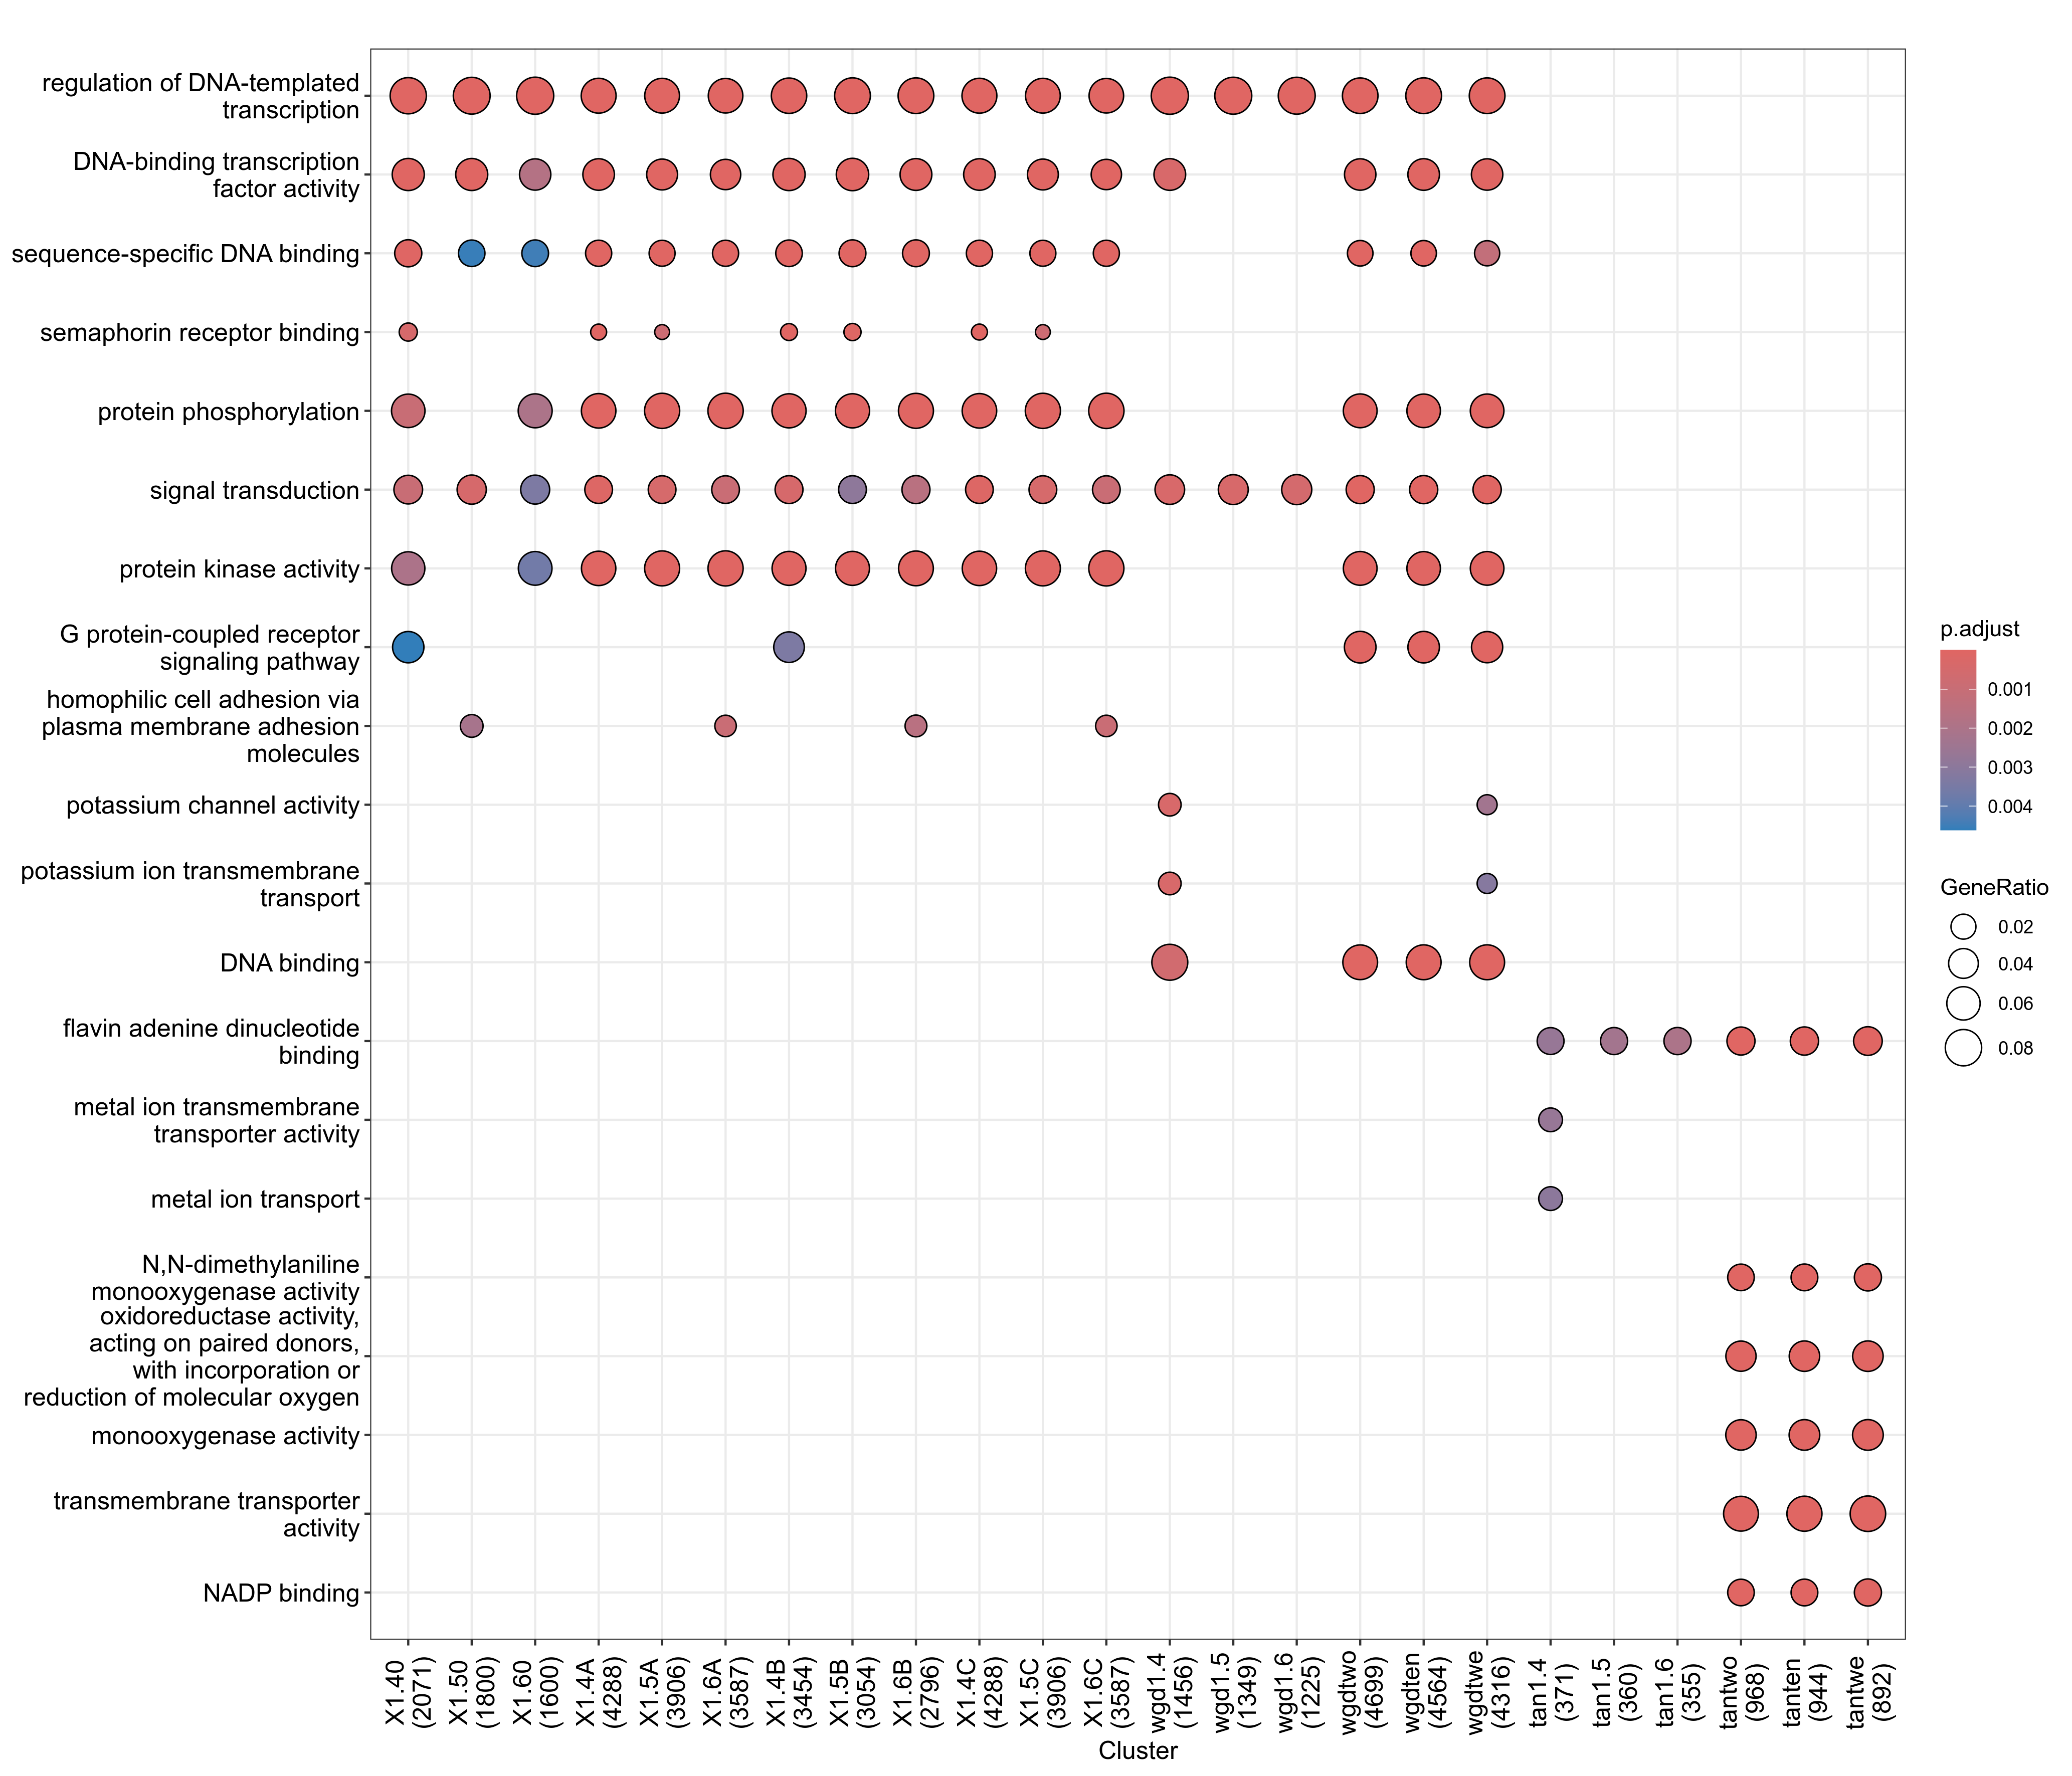 regulation of DNA-templated
transcription
DNA-binding transcription
factor activity
sequence-specific DNA binding
semaphorin receptor binding
protein phosphorylation
signal transduction
protein kinase activity
G protein-coupled receptor
signaling pathway
homophilic cell adhesion via
plasma membrane adhesion
molecules
potassium channel activity
potassium ion transmembrane
transport
DNA binding
flavin adenine dinucleotide
binding
metal ion transmembrane
transporter activity
metal ion transport
N,N-dimethylaniline
monooxygenase activity
oxidoreductase activity,
acting on paired donors,
with incorporation or
reduction of molecular oxygen
monooxygenase activity
transmembrane transporter
activity
NADP binding
X1.40
(2071)
X1.50
(1800)
X1.60
(1600)
X1.4A
(4288)
X1.5A
(3906)
X1.6A
(3587)
X1.4B
(3454)
X1.5B
(3054)
X1.6B
(2796)
X1.4C
(4288)
X1.5C
(3906)
X1.6C
(3587)
wgd1.4
(1456)
wgd1.5
(1349)
wgd1.6
(1225)
wgdtwo
(4699)
wgdten
(4564)
wgdtwe
(4316)
tan1.4
(371)
tan1.5
(360)
tan1.6
(355)
tantwo
(968)
tanten
(944)
tantwe
(892)
Cluster
p.adjust
0.001
0.002
0.003
0.004
GeneRatio
0.02
0.04
0.06
0.08